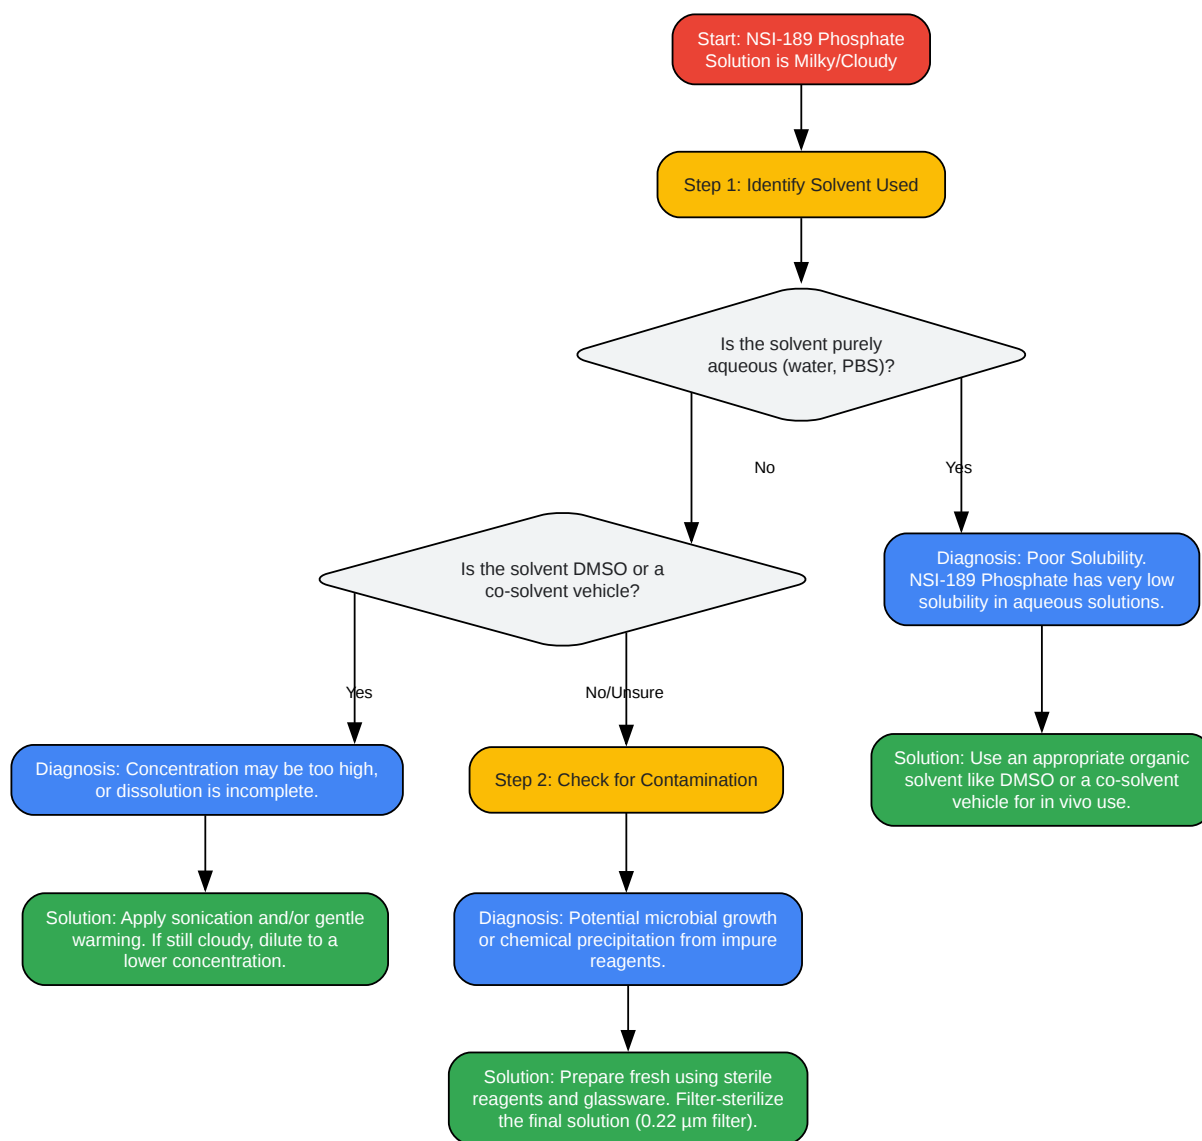 Start: NSI-189 Phosphate
Solution is Milky/Cloudy
Step 1: Identify Solvent Used
Is the solvent purely
aqueous (water, PBS)?
No
Yes
Is the solvent DMSO or a
co-solvent vehicle?
Diagnosis: Poor Solubility.
NSI-189 Phosphate has very low
solubility in aqueous solutions.
Yes
No/Unsure
Diagnosis: Concentration may be too high,
or dissolution is incomplete.
Step 2: Check for Contamination
Solution: Use an appropriate organic
solvent like DMSO or a co-solvent
vehicle for in vivo use.
Solution: Apply sonication and/or gentle
warming. If still cloudy, dilute to a
lower concentration.
Diagnosis: Potential microbial growth
or chemical precipitation from impure
reagents.
Solution: Prepare fresh using sterile
reagents and glassware. Filter-sterilize
the final solution (0.22 µm filter).